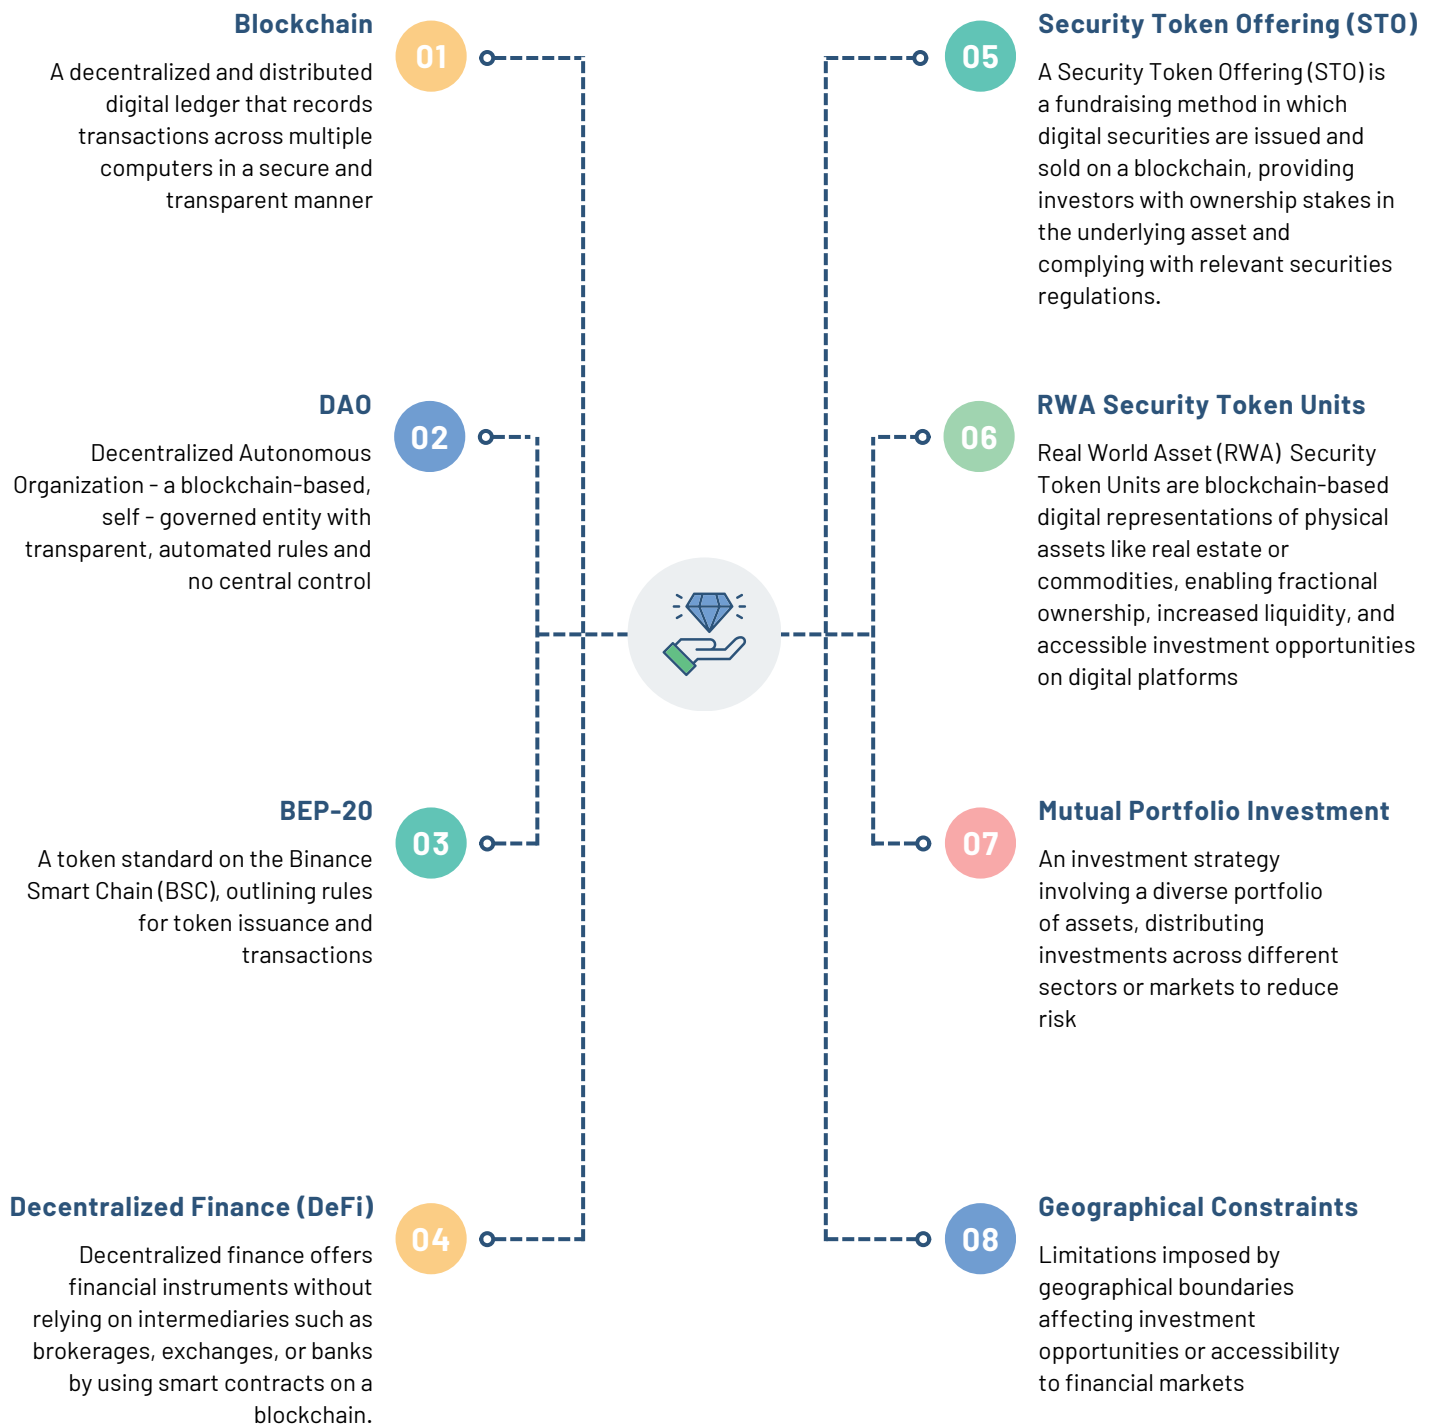 Blockchain
01
A decentralized and distributed
digital ledger that records
transactions across multiple
computers in a secure and
transparent manner
DAO
02
Decentralized Autonomous
Organization - a blockchain-based,
self - governed entity with
transparent, automated rules and
no central control
BEP-20
03
A token standard on the Binance
Smart Chain (BSC), outlining rules
for token issuance and
transactions
Decentralized Finance (DeFi)
04
Decentralized finance offers
financial instruments without
relying on intermediaries such as
brokerages, exchanges, or banks
by using smart contracts on a
blockchain.
05
Security Token Offering (STO)
A Security Token Offering (STO) is
a fundraising method in which
digital securities are issued and
sold on a blockchain, providing
investors with ownership stakes in
the underlying asset and
complying with relevant securities
regulations.
06
RWA Security Token Units
Real World Asset (RWA)  Security
Token Units are blockchain-based
digital representations of physical
assets like real estate or
commodities, enabling fractional
ownership, increased liquidity, and
accessible investment opportunities
on digital platforms
07
Mutual Portfolio Investment
An investment strategy
involving a diverse portfolio
of assets, distributing
investments across different
sectors or markets to reduce
risk
08
Geographical Constraints
Limitations imposed by
geographical boundaries
affecting investment
opportunities or accessibility
to financial markets